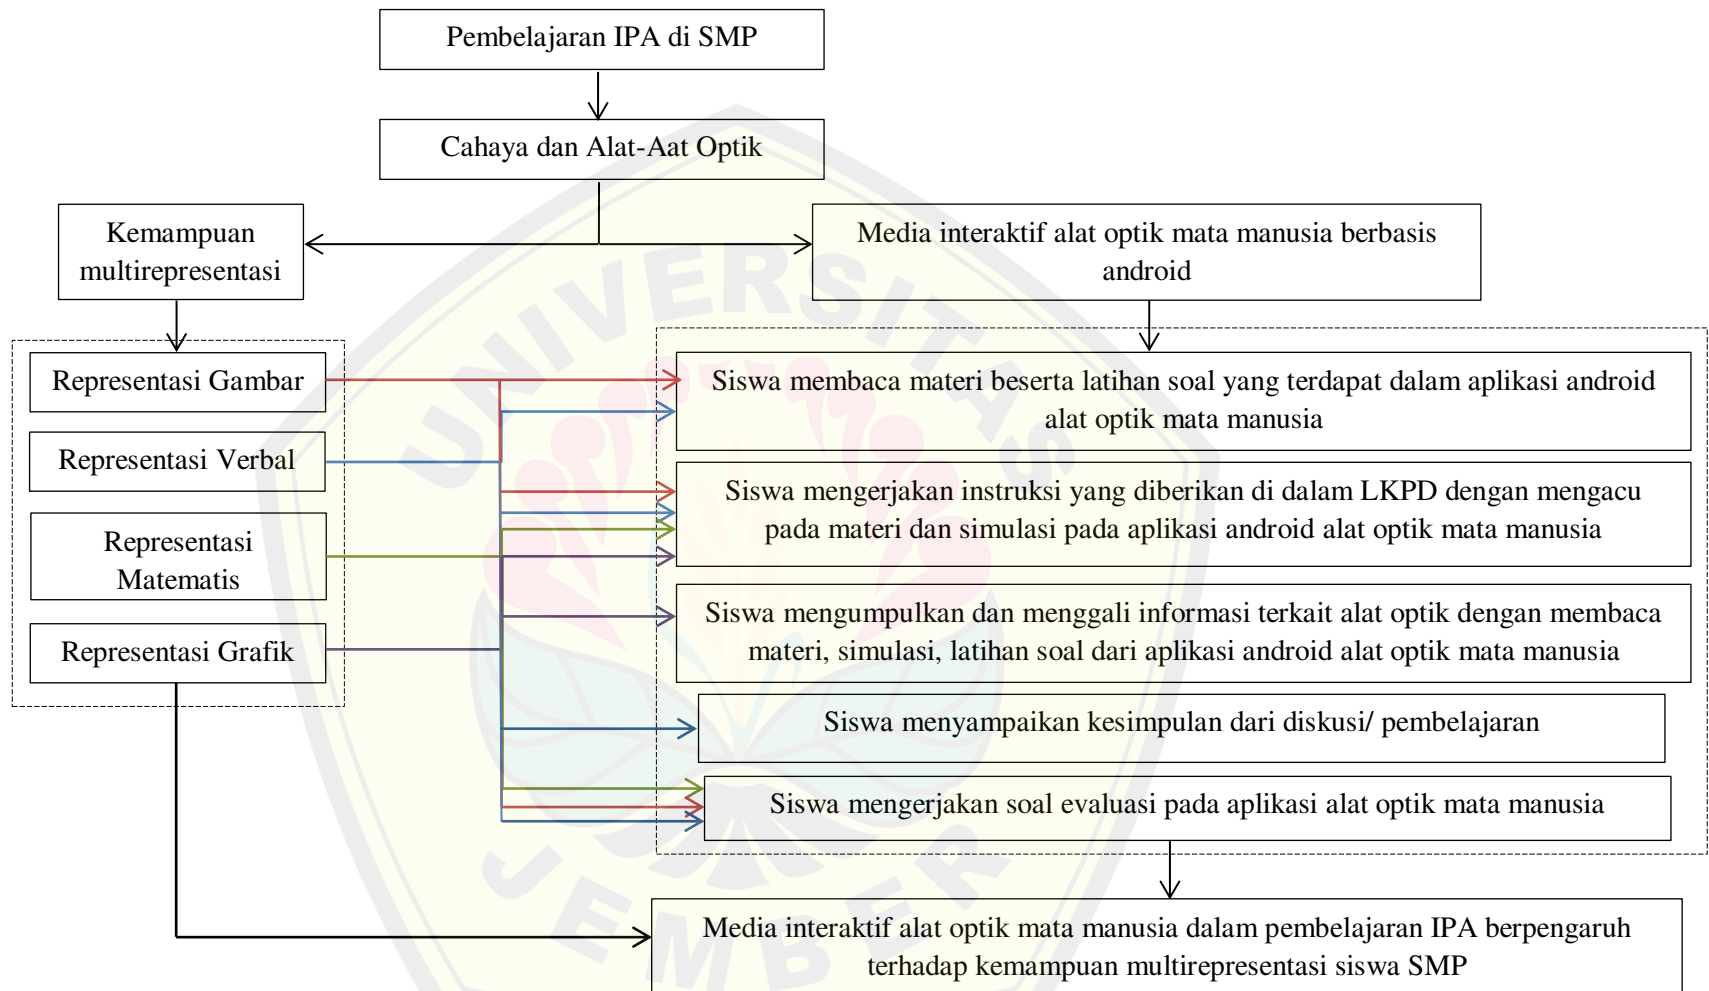 Pembelajaran IPA di SMP
Cahaya dan Alat-Aat Optik
Kemampuan
multirepresentasi
Media interaktif alat optik mata manusia berbasis
android
Representasi Gambar
Representasi Verbal
Representasi
Matematis
Representasi Grafik
Siswa membaca materi beserta latihan soal yang terdapat dalam aplikasi android
alat optik mata manusia
Siswa mengerjakan instruksi yang diberikan di dalam LKPD dengan mengacu
pada materi dan simulasi pada aplikasi android alat optik mata manusia
Siswa mengumpulkan dan menggali informasi terkait alat optik dengan membaca
materi, simulasi, latihan soal dari aplikasi android alat optik mata manusia
Siswa menyampaikan kesimpulan dari diskusi/ pembelajaran
Siswa mengerjakan soal evaluasi pada aplikasi alat optik mata manusia
Media interaktif alat optik mata manusia dalam pembelajaran IPA berpengaruh
terhadap kemampuan multirepresentasi siswa SMP
UNIVERSITAS
JEMBER